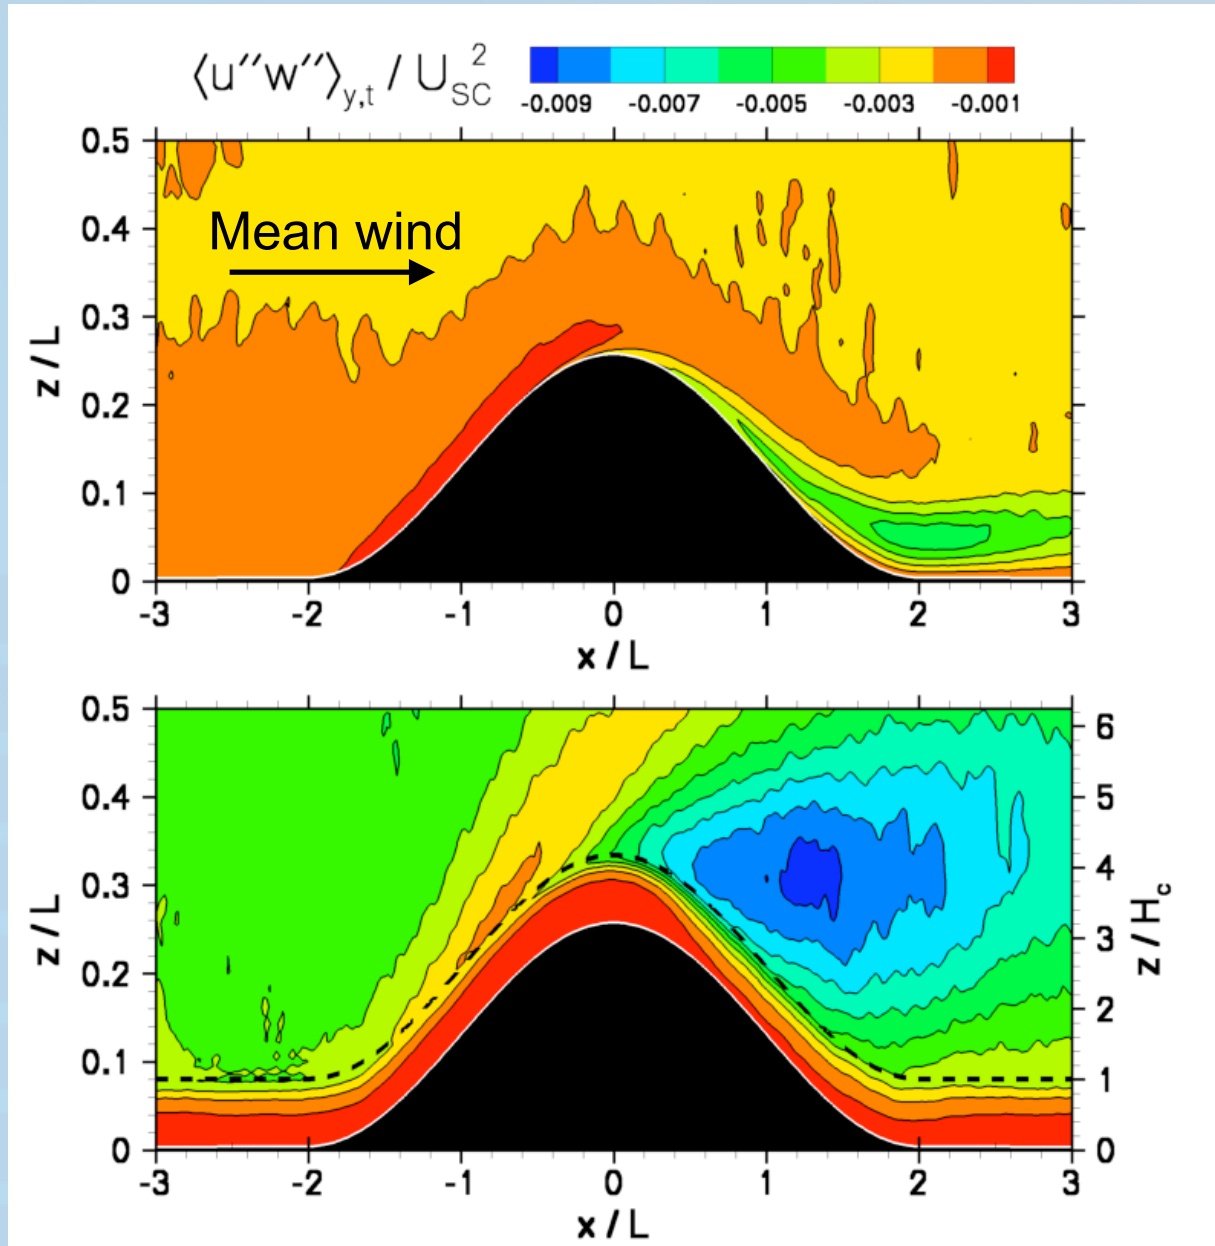 ⟨u″w″⟩y,t / USC²
-0.009 -0.007 -0.005 -0.003 -0.001
0.5
Mean wind
0.4
0.3
z / L
0.2
0.1
0
-3 -2 -1 0 1 2 3
x / L
0.5 6
0.4 5
4
0.3
z / L 3 z / Hc
0.2
2
0.1 1
0 0
-3 -2 -1 0 1 2 3
x / L